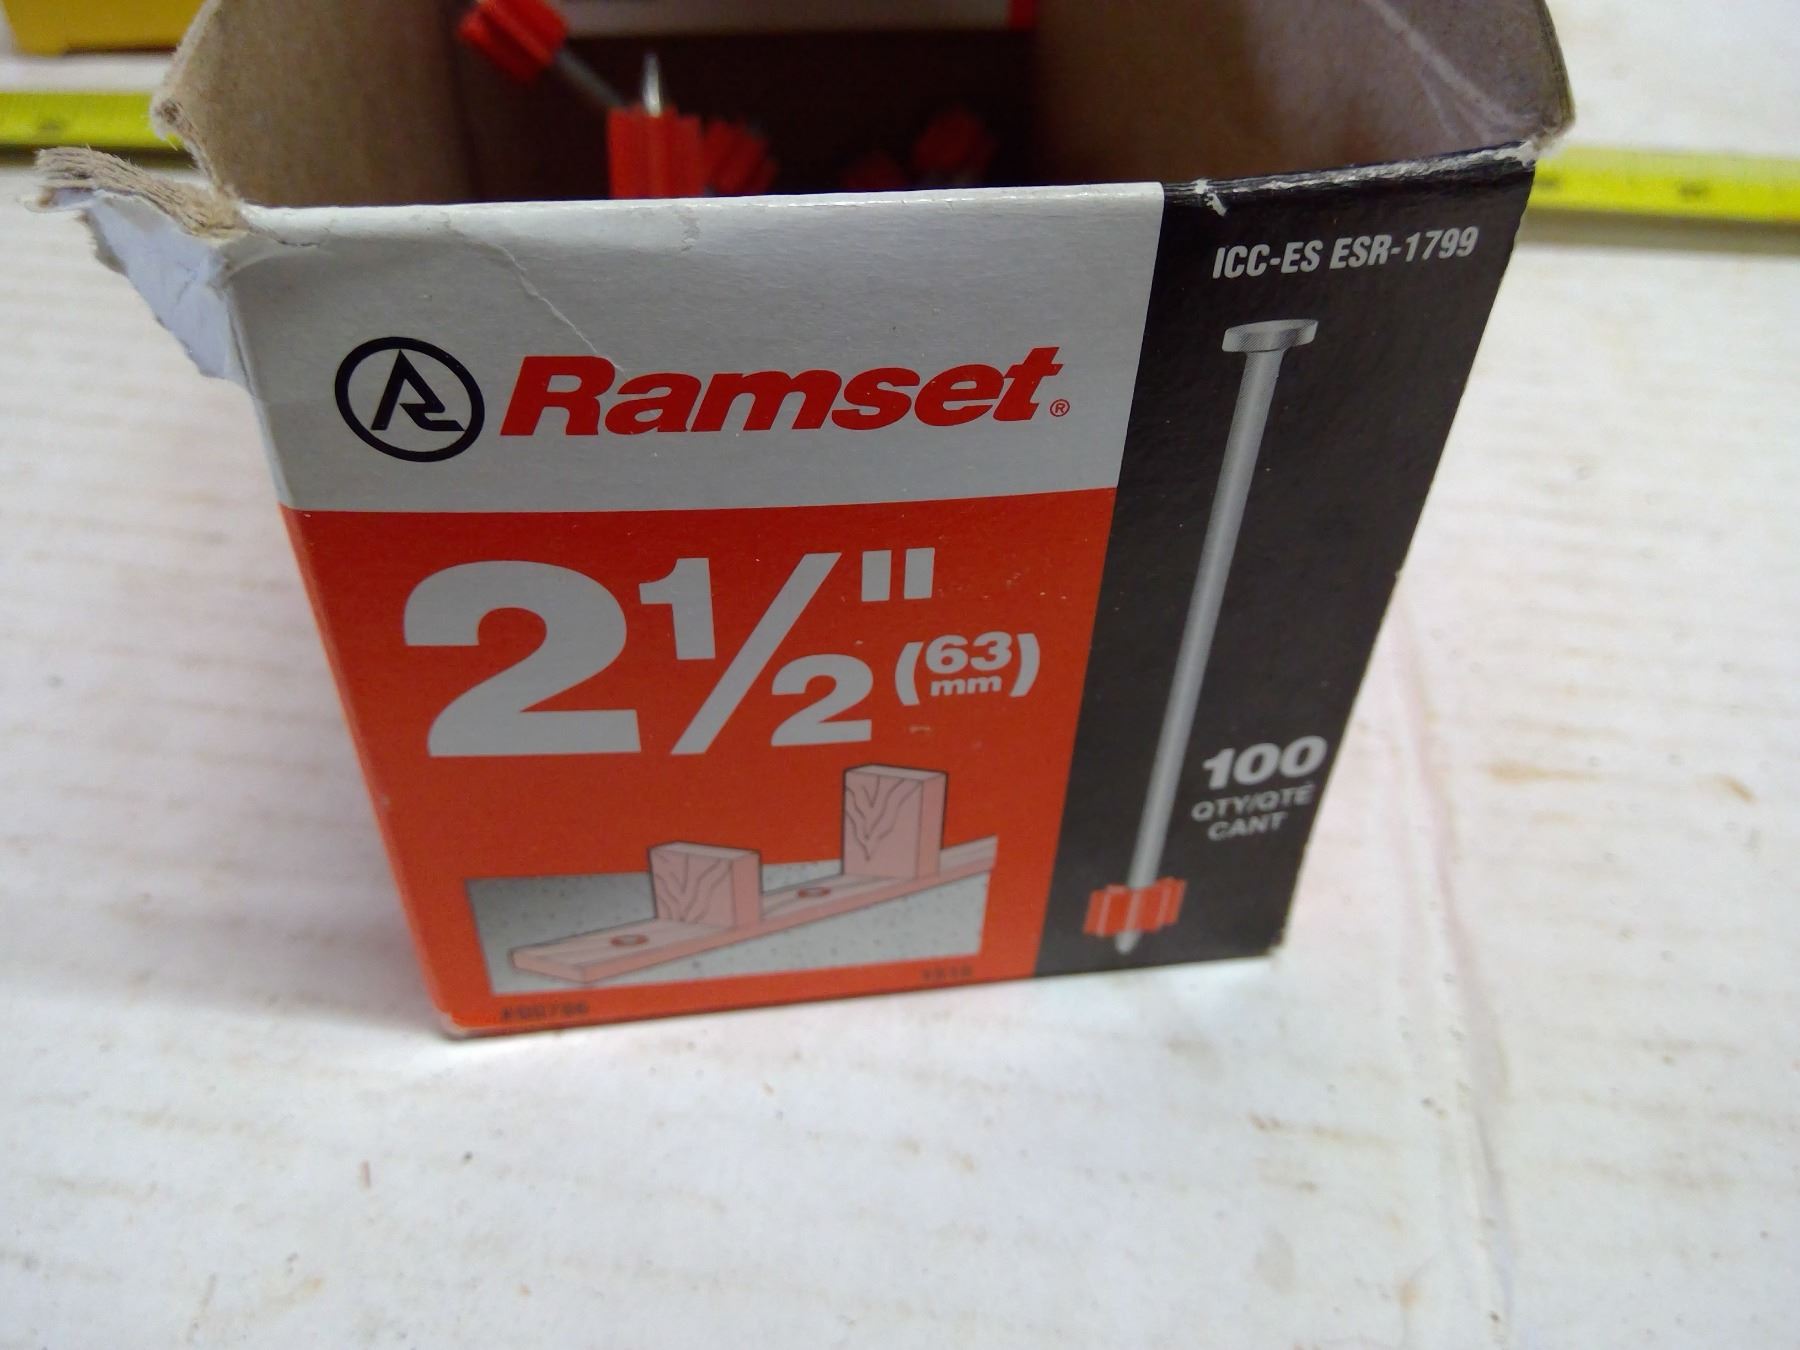 ICC-ES ESR-1799
Ramset®
2½" (63 mm)
100
QTY/QTÉ
CANT